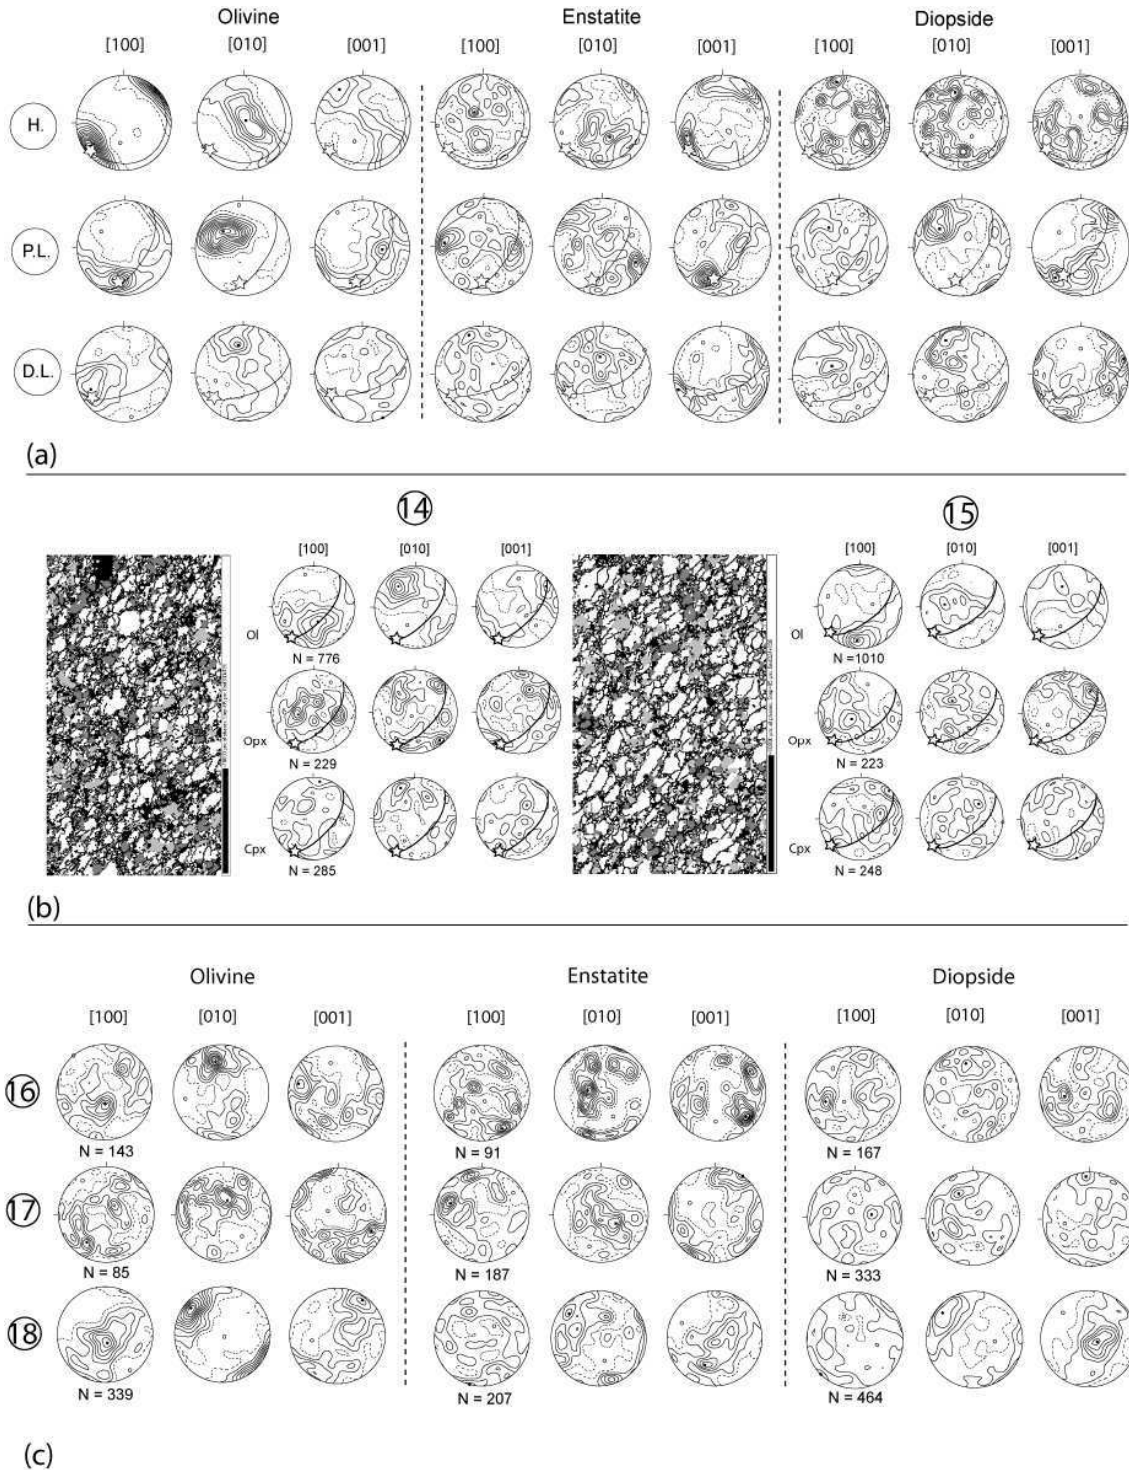 Olivine Enstatite Diopside
[100] [010] [001] [100] [010] [001] [100] [010] [001]
H.
P.L.
D.L.
(a)
14 15
[100] [010] [001] [100] [010] [001]
Ol Ol
N = 776 N =1010
Opx Opx
N = 229 N = 223
Cpx Cpx
N = 285 N = 248
(b)
Olivine Enstatite Diopside
[100] [010] [001] [100] [010] [001] [100] [010] [001]
16
N = 143 N = 91 N = 167
17
N = 85 N = 187 N = 333
18
N = 339 N = 207 N = 464
(c)